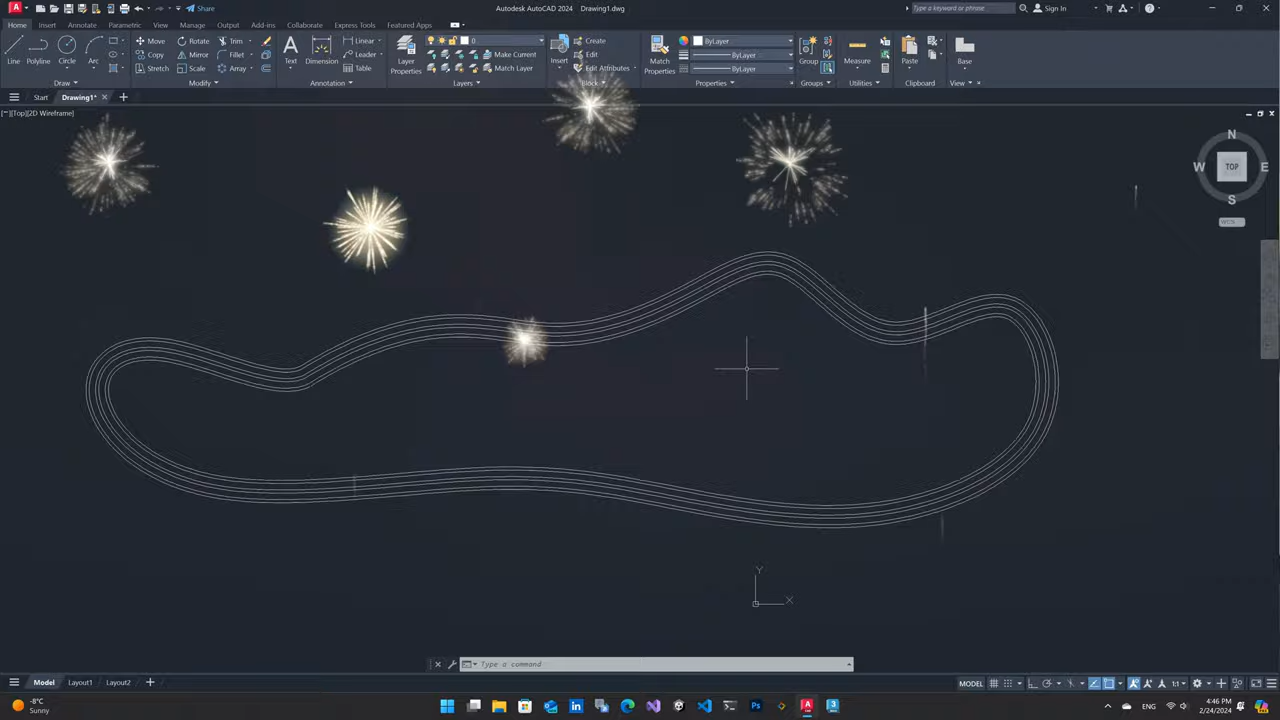 Share
Autodesk AutoCAD 2024 Drawing1.dwg
Type a keyword or phrase
Sign In
Home Insert Annotate Parametric View Manage Output Add-ins Collaborate Express Tools Featured Apps
Line
Polyline
Circle
Arc
Move
Rotate
Trim
Copy
Mirror
Fillet
Stretch
Scale
Array
Text
Dimension
Linear
Leader
Table
Layer
Properties
0
Make Current
Match Layer
Insert
Create
Edit
Edit Attributes
Match
Properties
ByLayer
ByLayer
ByLayer
Group
Measure
Paste
Base
Draw Modify Annotation Layers Block Properties Groups Utilities Clipboard View
Start
Drawing1*
[−][Top][2D Wireframe]
N
W TOP E
S
WCS
Y
X
Type a command
Model Layout1 Layout2
MODEL
1:1
-8°C
Sunny
ENG
4:46 PM
2/24/2024